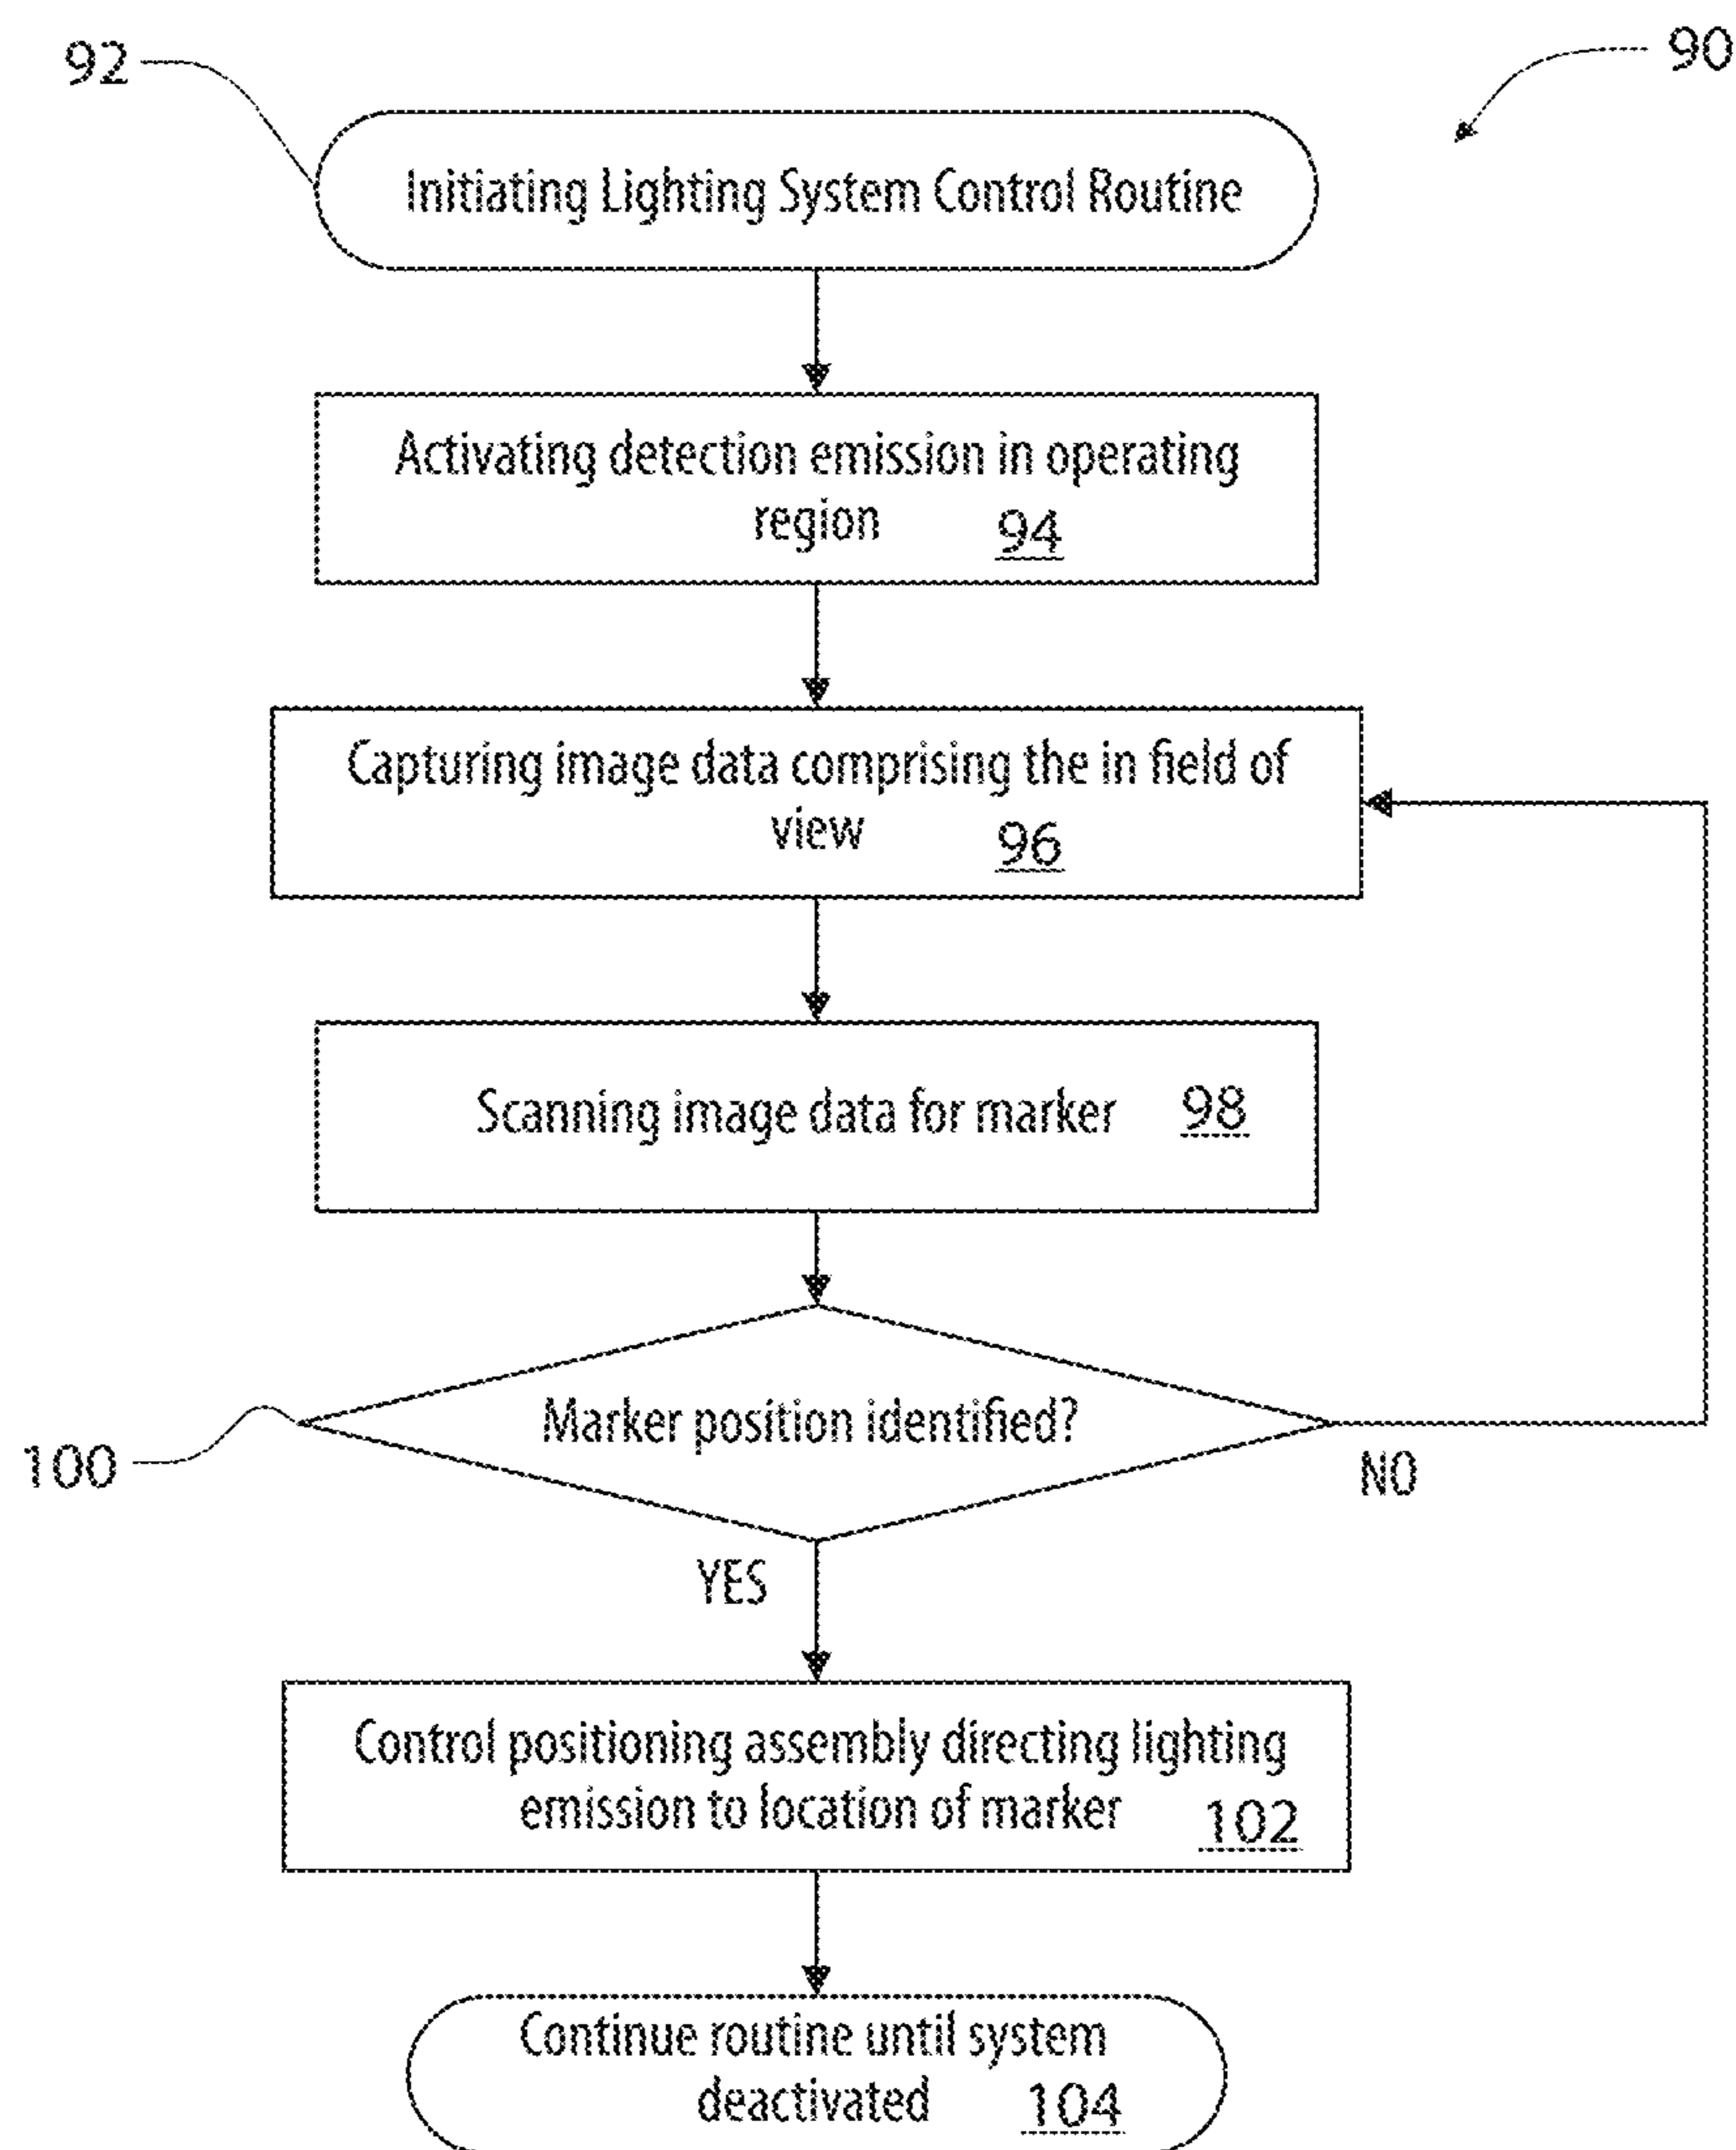 92
90
Initiating Lighting System Control Routine
Activating detection emission in operating
region 94
Capturing image data comprising the in field of
view 96
Scanning image data for marker 98
Marker position identified?
100
NO
YES
Control positioning assembly directing lighting
emission to location of marker 102
Continue routine until system
deactivated 104